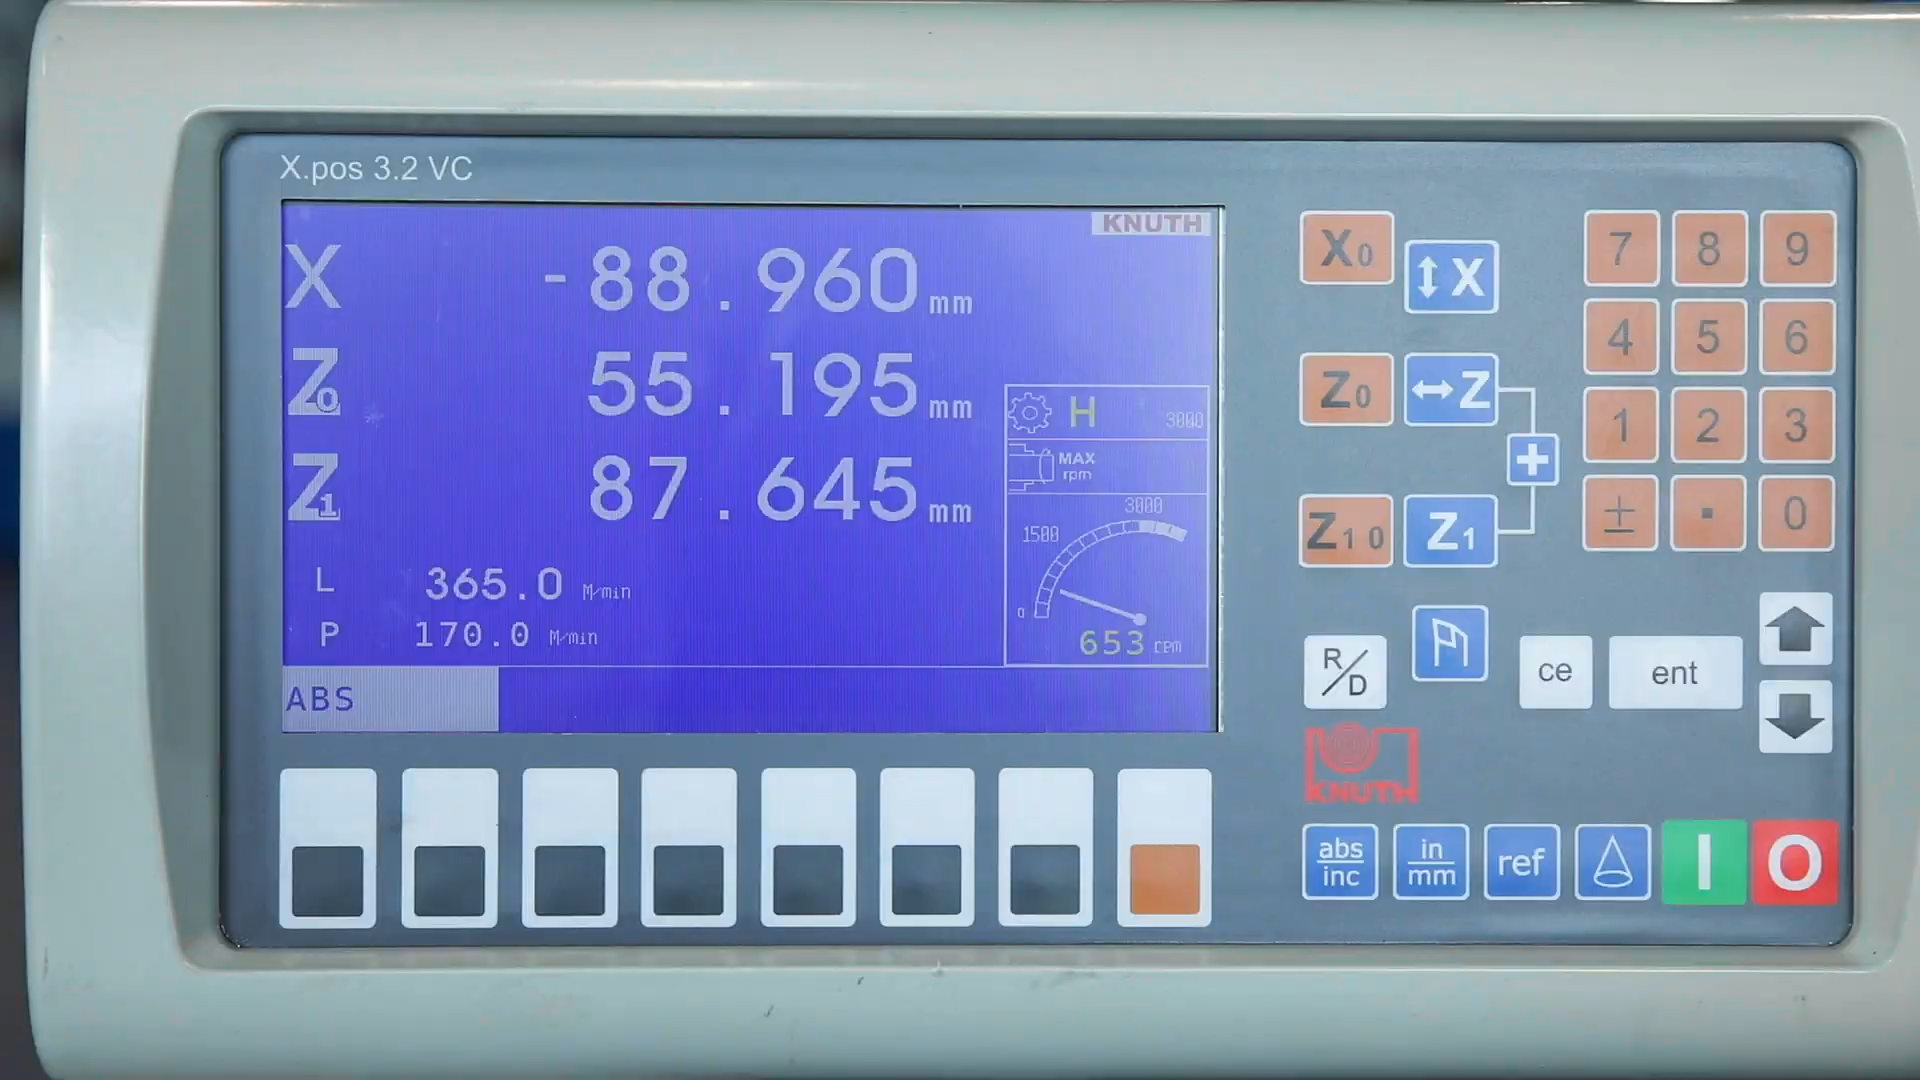 X.pos 3.2 VC
KNUTH
X -88.960 mm
Z0 55.195 mm
Z1 87.645 mm
H 3000
MAX rpm
3000
1500
0
653 rpm
L 365.0 M/min
P 170.0 M/min
ABS
X0 X
Z0 Z
Z10 Z1
+
7 8 9
4 5 6
1 2 3
± . 0
R/D
ce ent
KNUTH
abs/inc in/mm ref I O